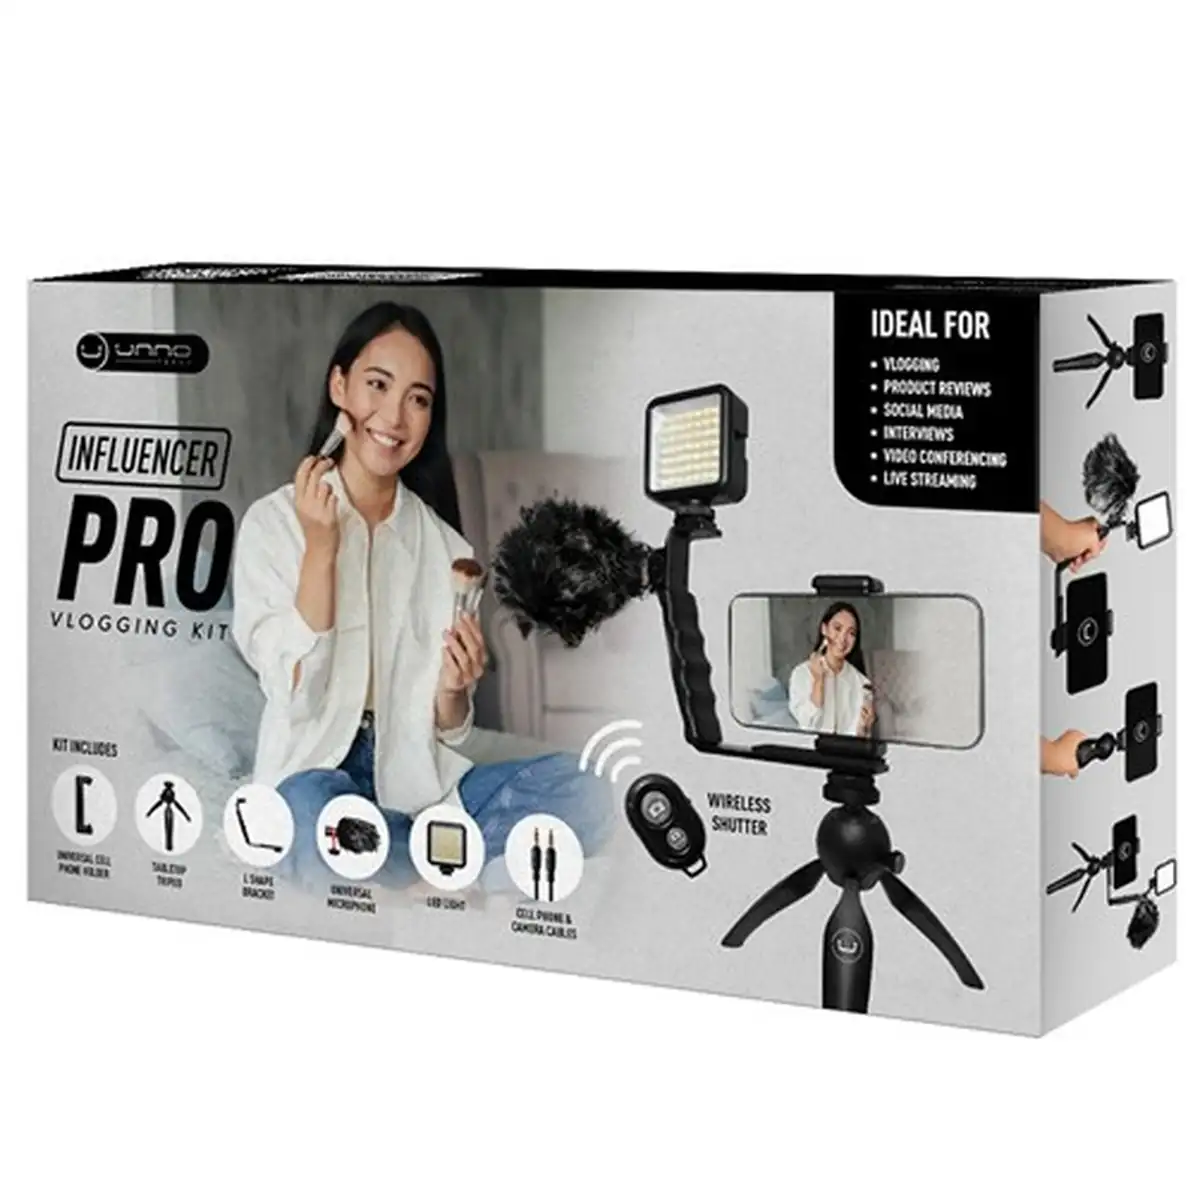 UNNO
TEKNO
INFLUENCER
PRO
VLOGGING KIT
IDEAL FOR
• VLOGGING
• PRODUCT REVIEWS
• SOCIAL MEDIA
• INTERVIEWS
• VIDEO CONFERENCING
• LIVE STREAMING
WIRELESS
SHUTTER
KIT INCLUDES
UNIVERSAL CELL
PHONE HOLDER
TABLETOP
TRIPOD
L SHAPE
BRACKET
UNIVERSAL
MICROPHONE
LED LIGHT
CELL PHONE &
CAMERA CABLES